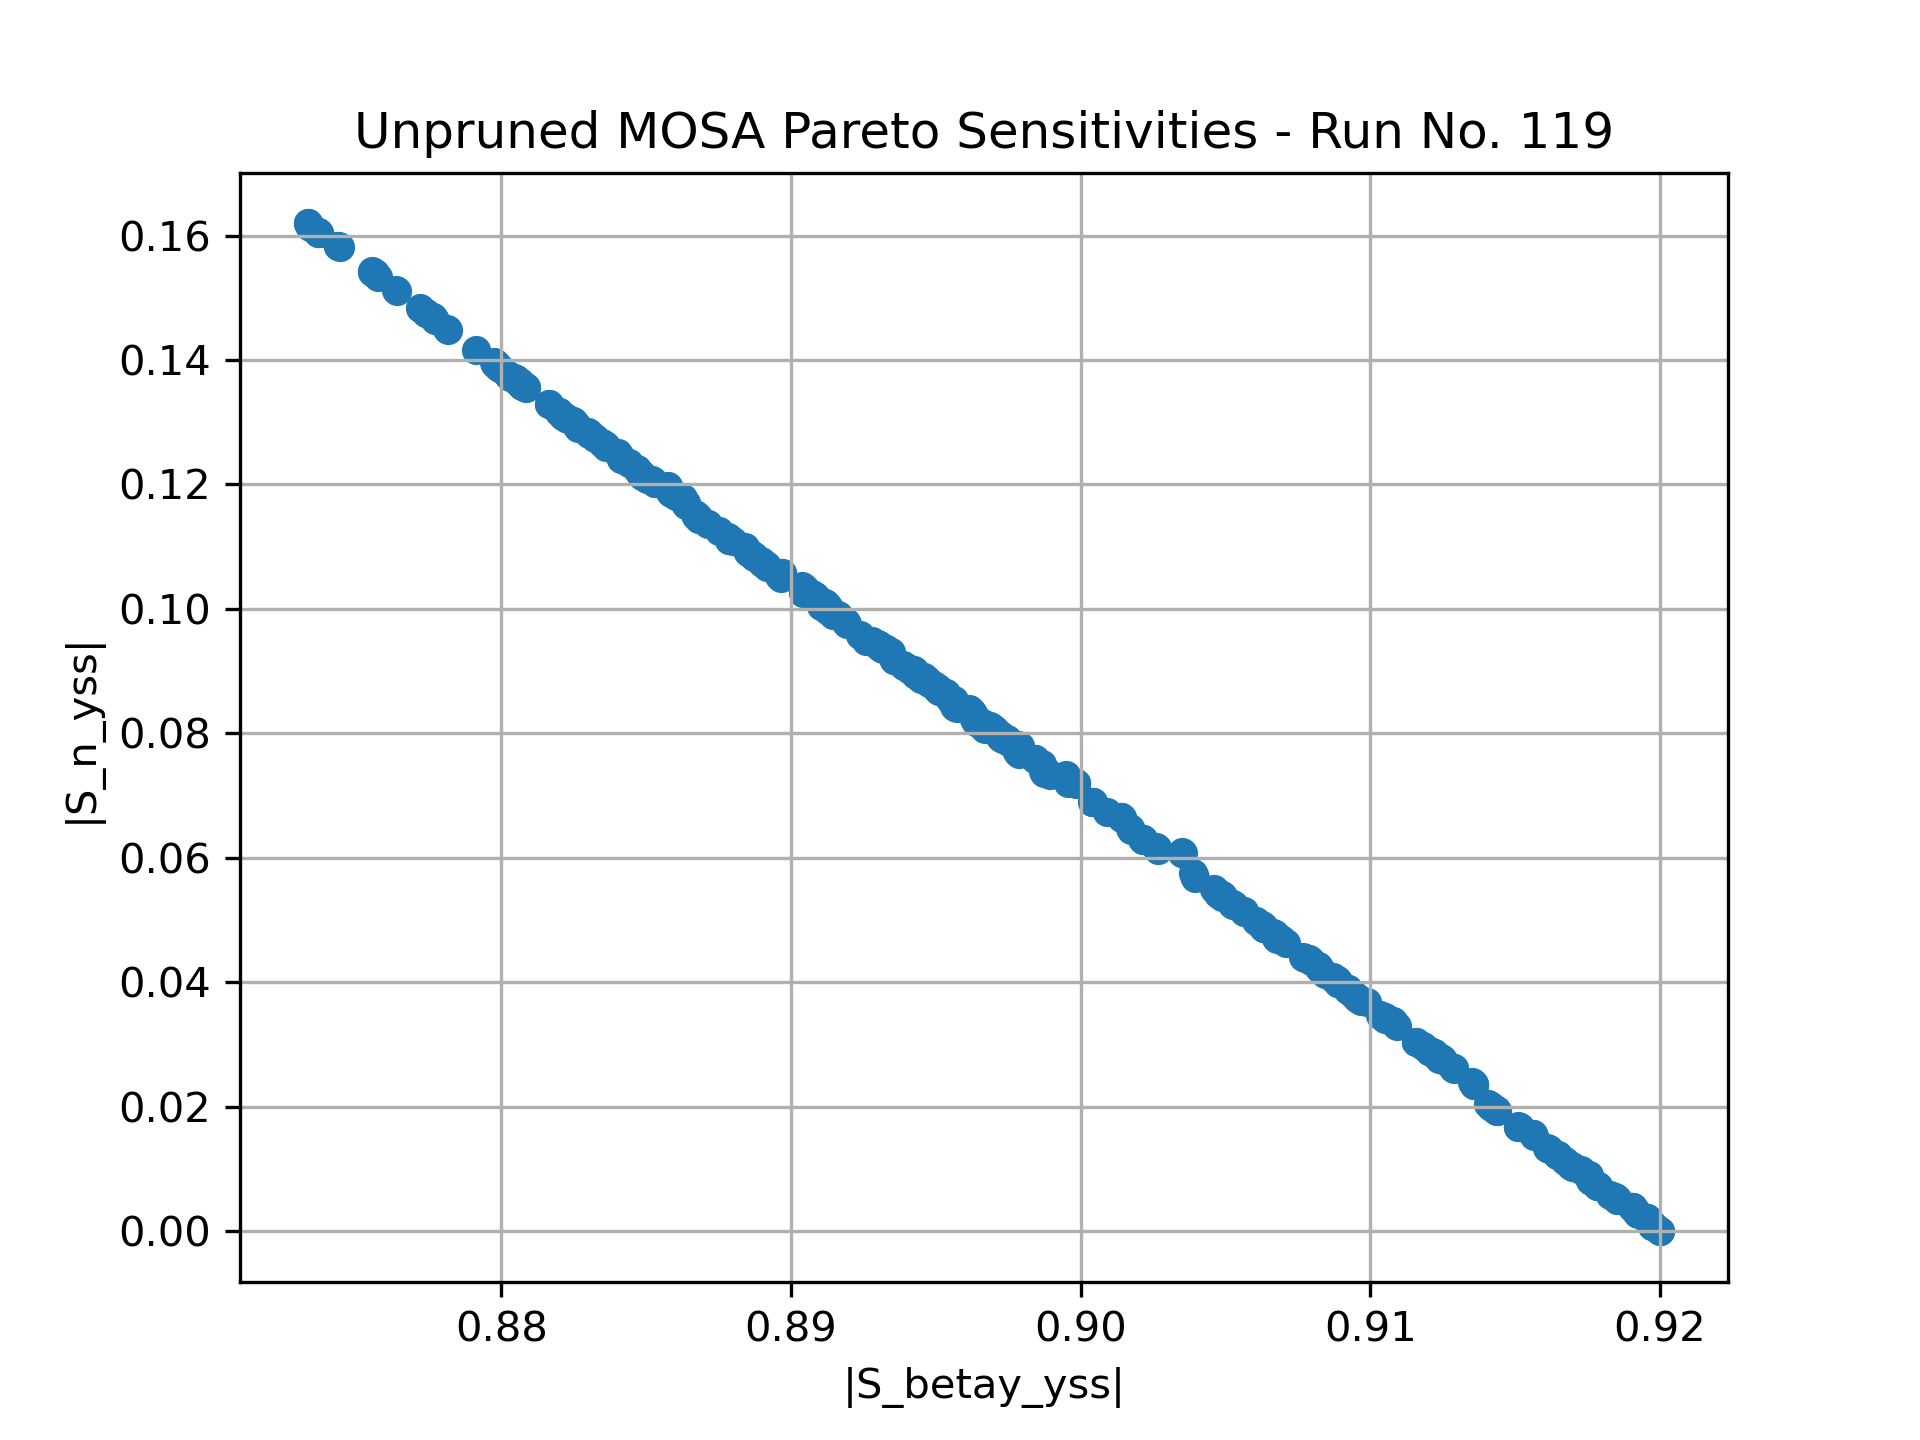 Unpruned MOSA Pareto Sensitivities - Run No. 119
|S_n_yss|
0.16
0.14
0.12
0.10
0.08
0.06
0.04
0.02
0.00
0.88 0.89 0.90 0.91 0.92
|S_betay_yss|